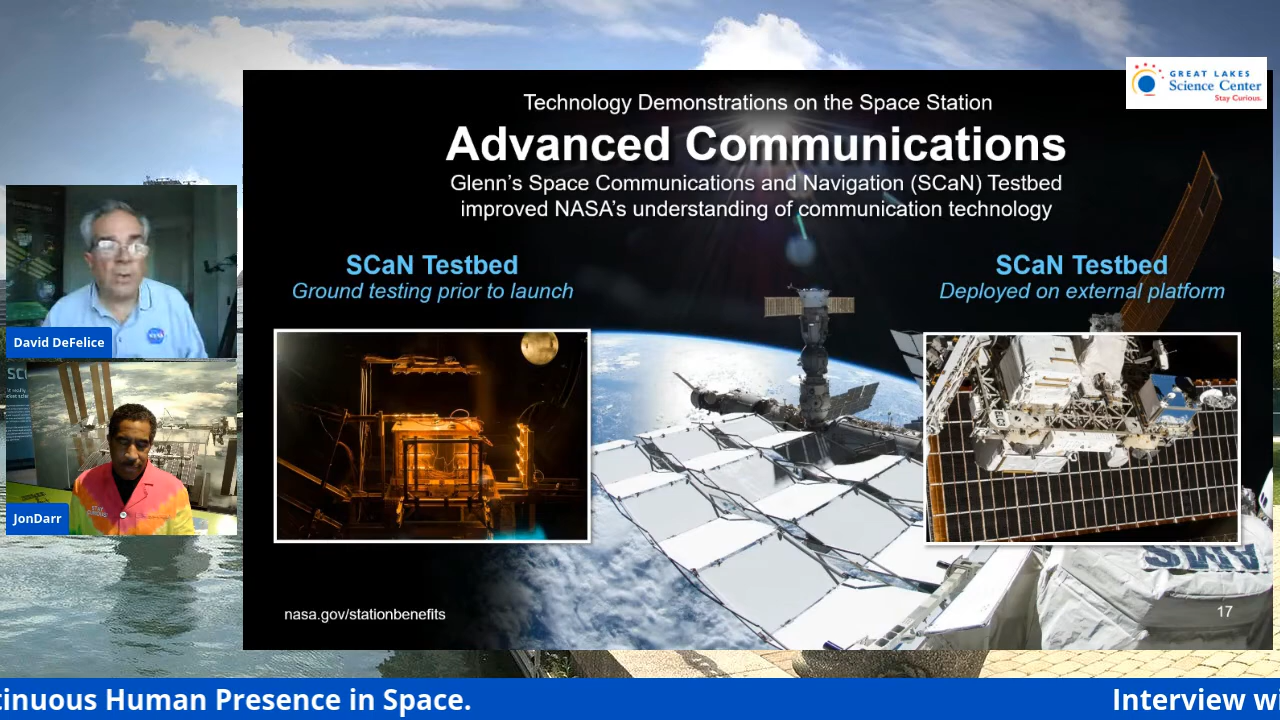 GREAT LAKES
Science Center
Stay Curious.
Technology Demonstrations on the Space Station
Advanced Communications
Glenn's Space Communications and Navigation (SCaN) Testbed
improved NASA's understanding of communication technology
SCaN Testbed
Ground testing prior to launch
SCaN Testbed
Deployed on external platform
David DeFelice
JonDarr
AMS
nasa.gov/stationbenefits
17
tinuous Human Presence in Space.
Interview wi